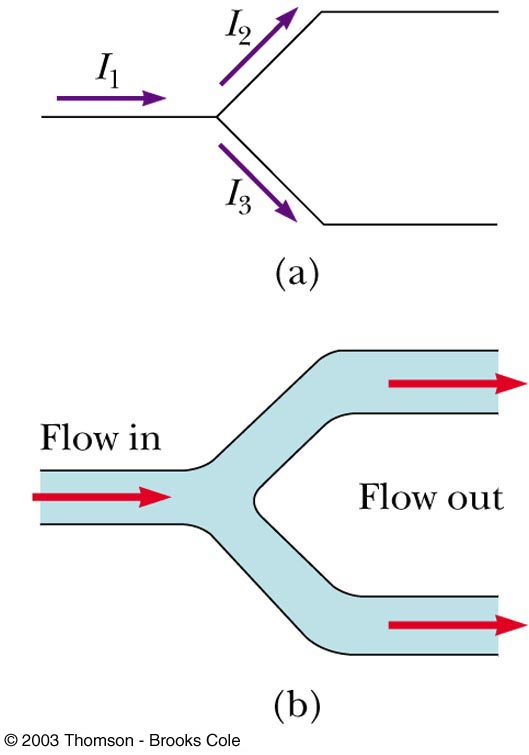 I2
I1
I3
(a)
Flow in
Flow out
(b)
© 2003 Thomson - Brooks Cole